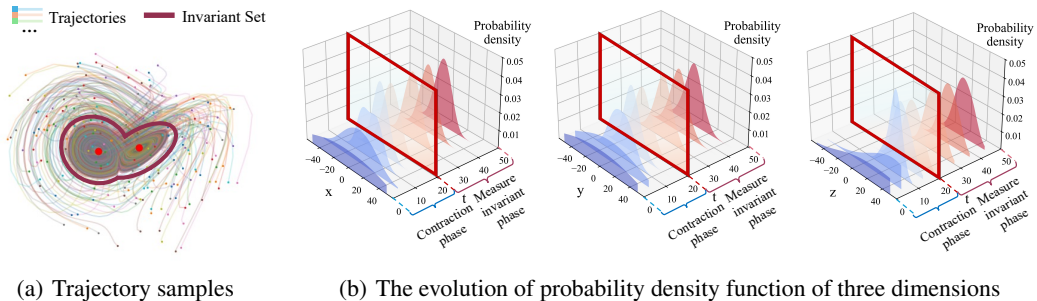 Trajectories
Invariant Set
...
(a) Trajectory samples
Probability
density
0.05
0.04
0.03
0.02
0.01
−40
−20
0
20
40
x
0
10
20
30
40
50
t
Contraction
phase
Measure
invariant
phase
Probability
density
0.05
0.04
0.03
0.02
0.01
−40
−20
0
20
40
y
0
10
20
30
40
50
t
Contraction
phase
Measure
invariant
phase
Probability
density
0.05
0.04
0.03
0.02
0.01
−40
−20
0
20
40
z
0
10
20
30
40
50
t
Contraction
phase
Measure
invariant
phase
(b) The evolution of probability density function of three dimensions